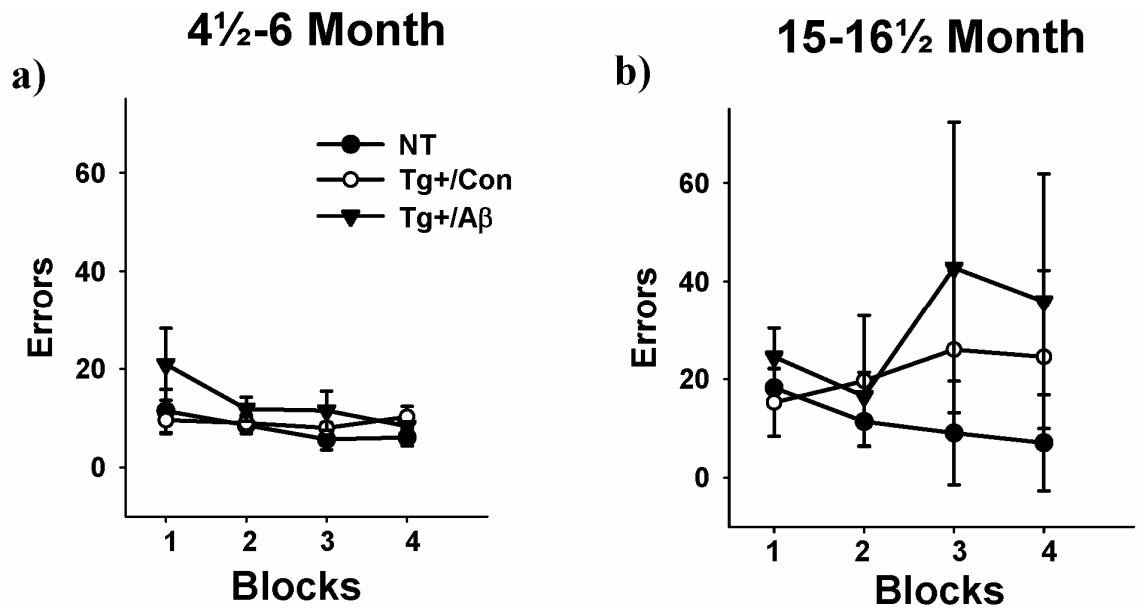 4½-6 Month
15-16½ Month
a)
b)
NT
Tg+/Con
Tg+/Aβ
Errors
60
40
20
0
1 2 3 4
Blocks
Errors
60
40
20
0
1 2 3 4
Blocks